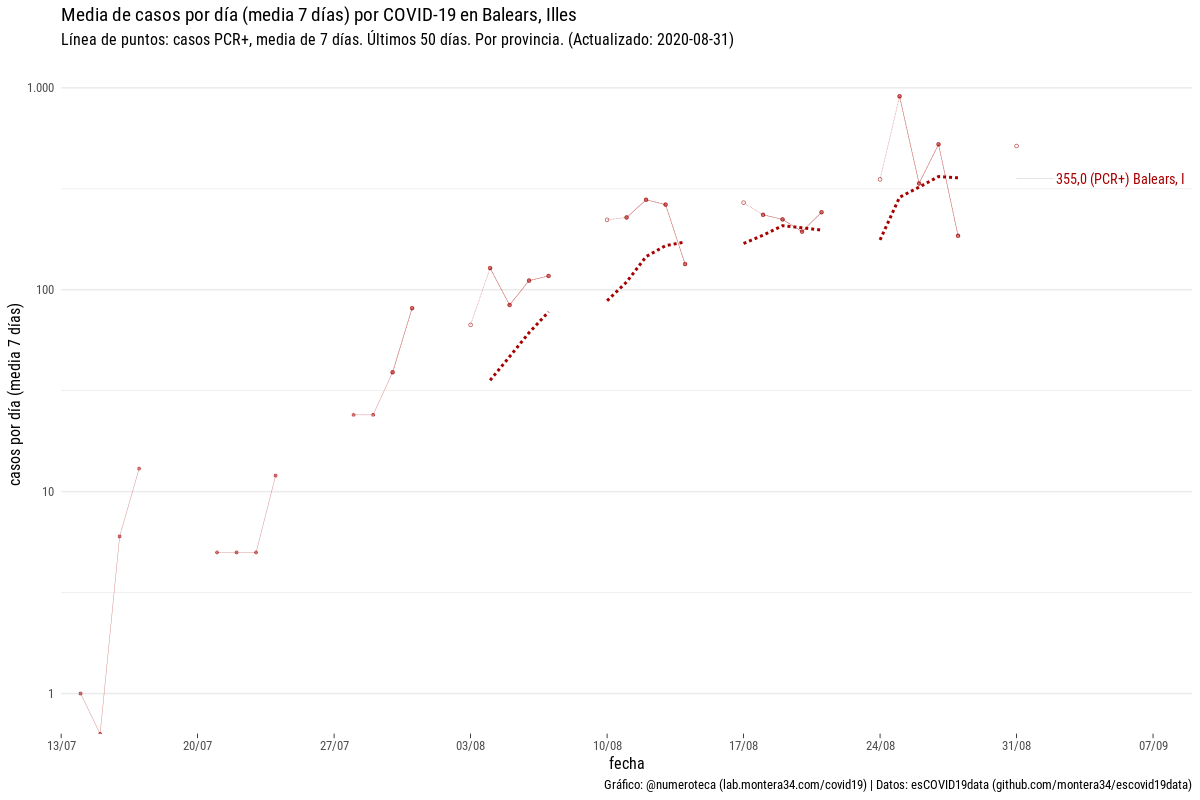 Media de casos por día (media 7 días) por COVID-19 en Balears, Illes
Línea de puntos: casos PCR+, media de 7 días. Últimos 50 días. Por provincia. (Actualizado: 2020-08-31)
casos por día (media 7 días)
1.000
100
10
1
355,0 (PCR+) Balears, I
13/07
20/07
27/07
03/08
10/08
17/08
24/08
31/08
07/09
fecha
Gráfico: @numeroteca (lab.montera34.com/covid19) | Datos: esCOVID19data (github.com/montera34/escovid19data)